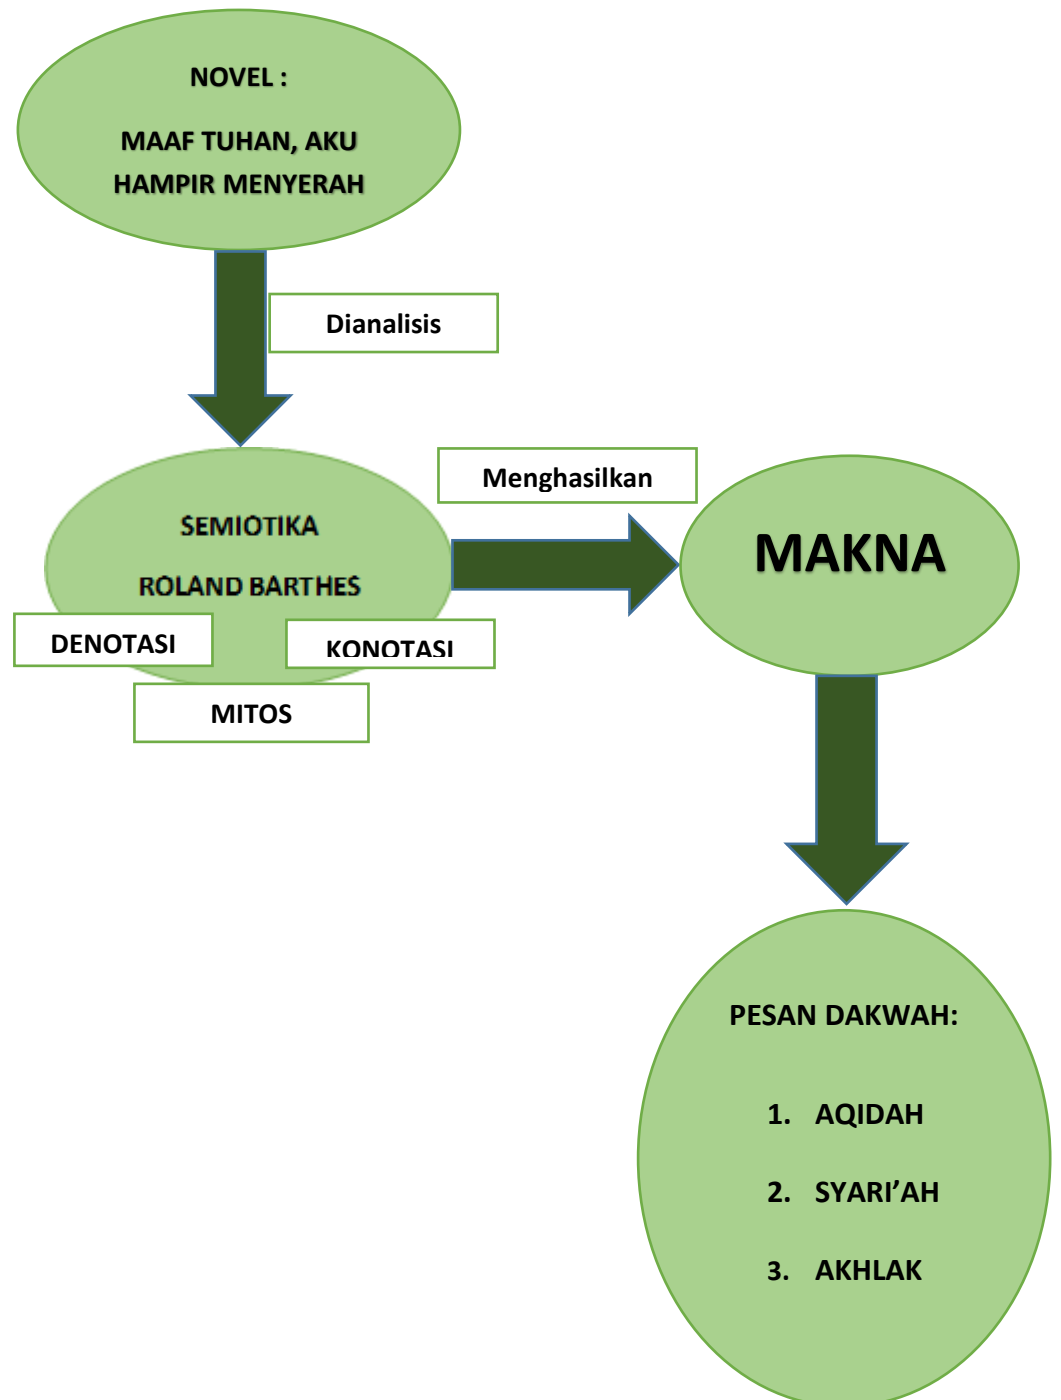 NOVEL :
MAAF TUHAN, AKU
HAMPIR MENYERAH
Dianalisis
SEMIOTIKA
ROLAND BARTHES
DENOTASI
KONOTASI
MITOS
Menghasilkan
MAKNA
PESAN DAKWAH:
1. AQIDAH
2. SYARI’AH
3. AKHLAK